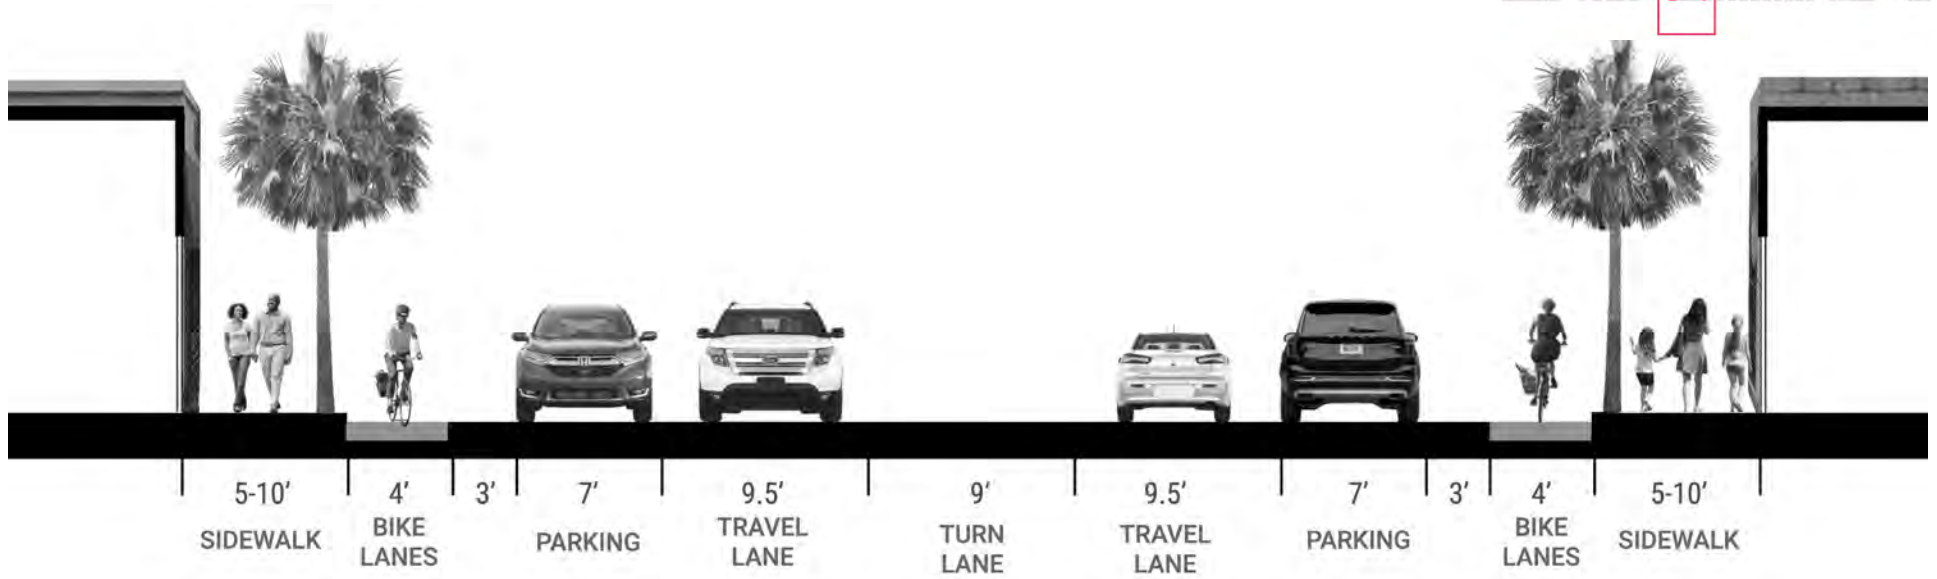 5-10’ 4’ 3’ 7’ 9.5’ 9’ 9.5’ 7’ 3’ 4’ 5-10’
SIDEWALK
BIKE
LANES
PARKING
TRAVEL
LANE
TURN
LANE
TRAVEL
LANE
PARKING
BIKE
LANES
SIDEWALK